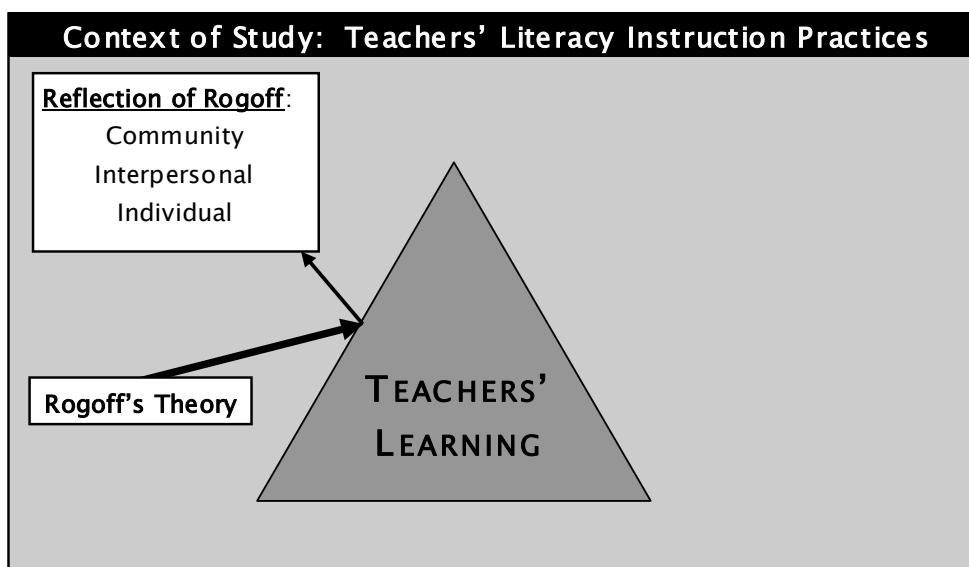 Context of Study: Teachers’ Literacy Instruction Practices
Reflection of Rogoff:
Community
Interpersonal
Individual
Rogoff’s Theory
TEACHERS’
LEARNING